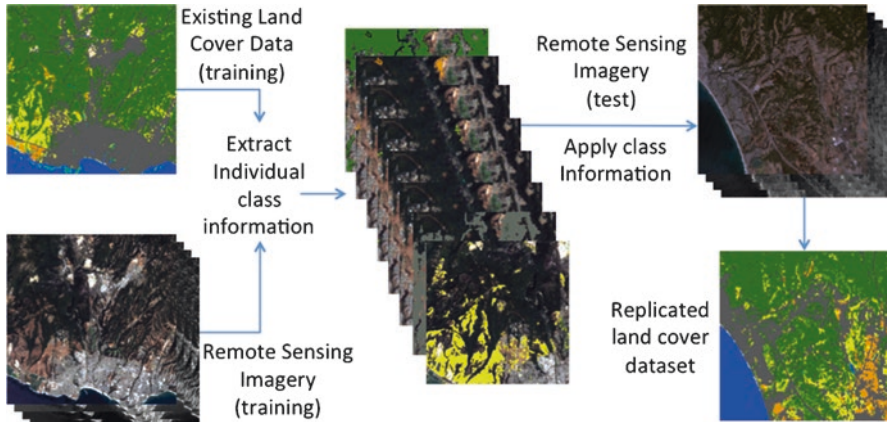 Existing Land
Cover Data
(training)
Extract
Individual
class
information
Remote Sensing
Imagery
(training)
Remote Sensing
Imagery
(test)
Apply class
Information
Replicated
land cover
dataset